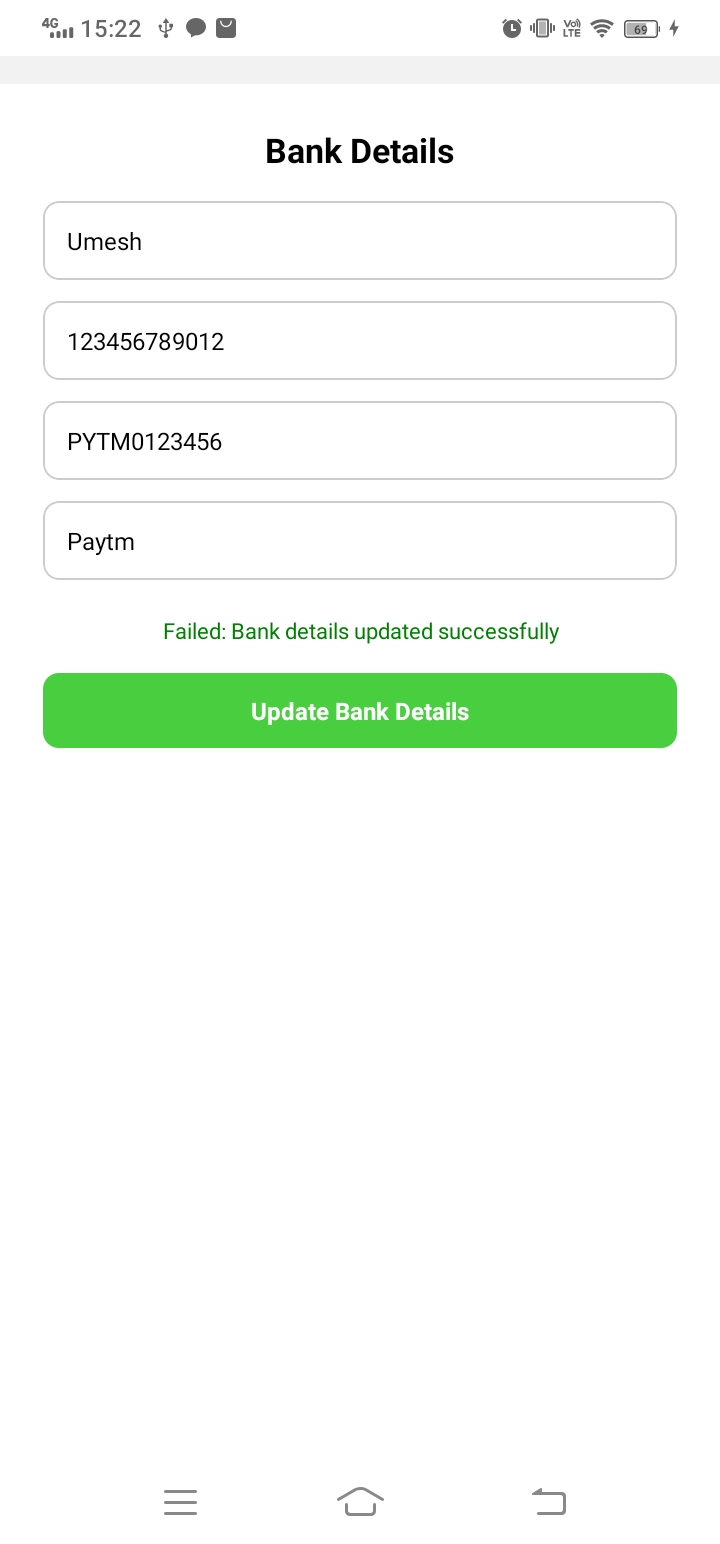 4G 15:22 Vo)) LTE 69
Bank Details
Umesh
123456789012
PYTM0123456
Paytm
Failed: Bank details updated successfully
Update Bank Details